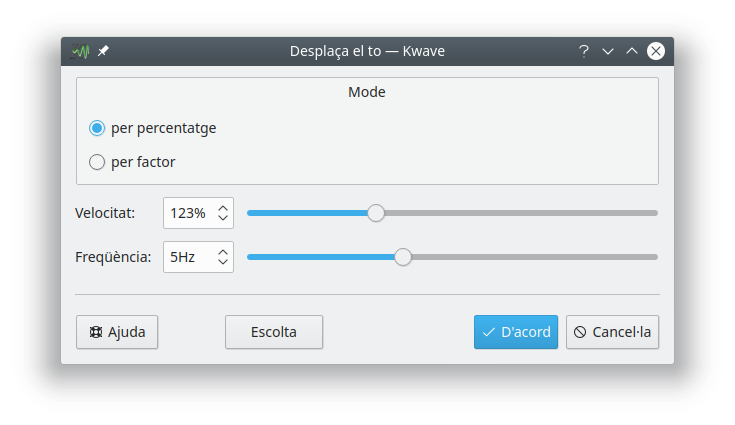 Desplaça el to — Kwave
Mode
per percentatge
per factor
Velocitat: 123%
Freqüència: 5Hz
Ajuda Escolta D'acord Cancel·la